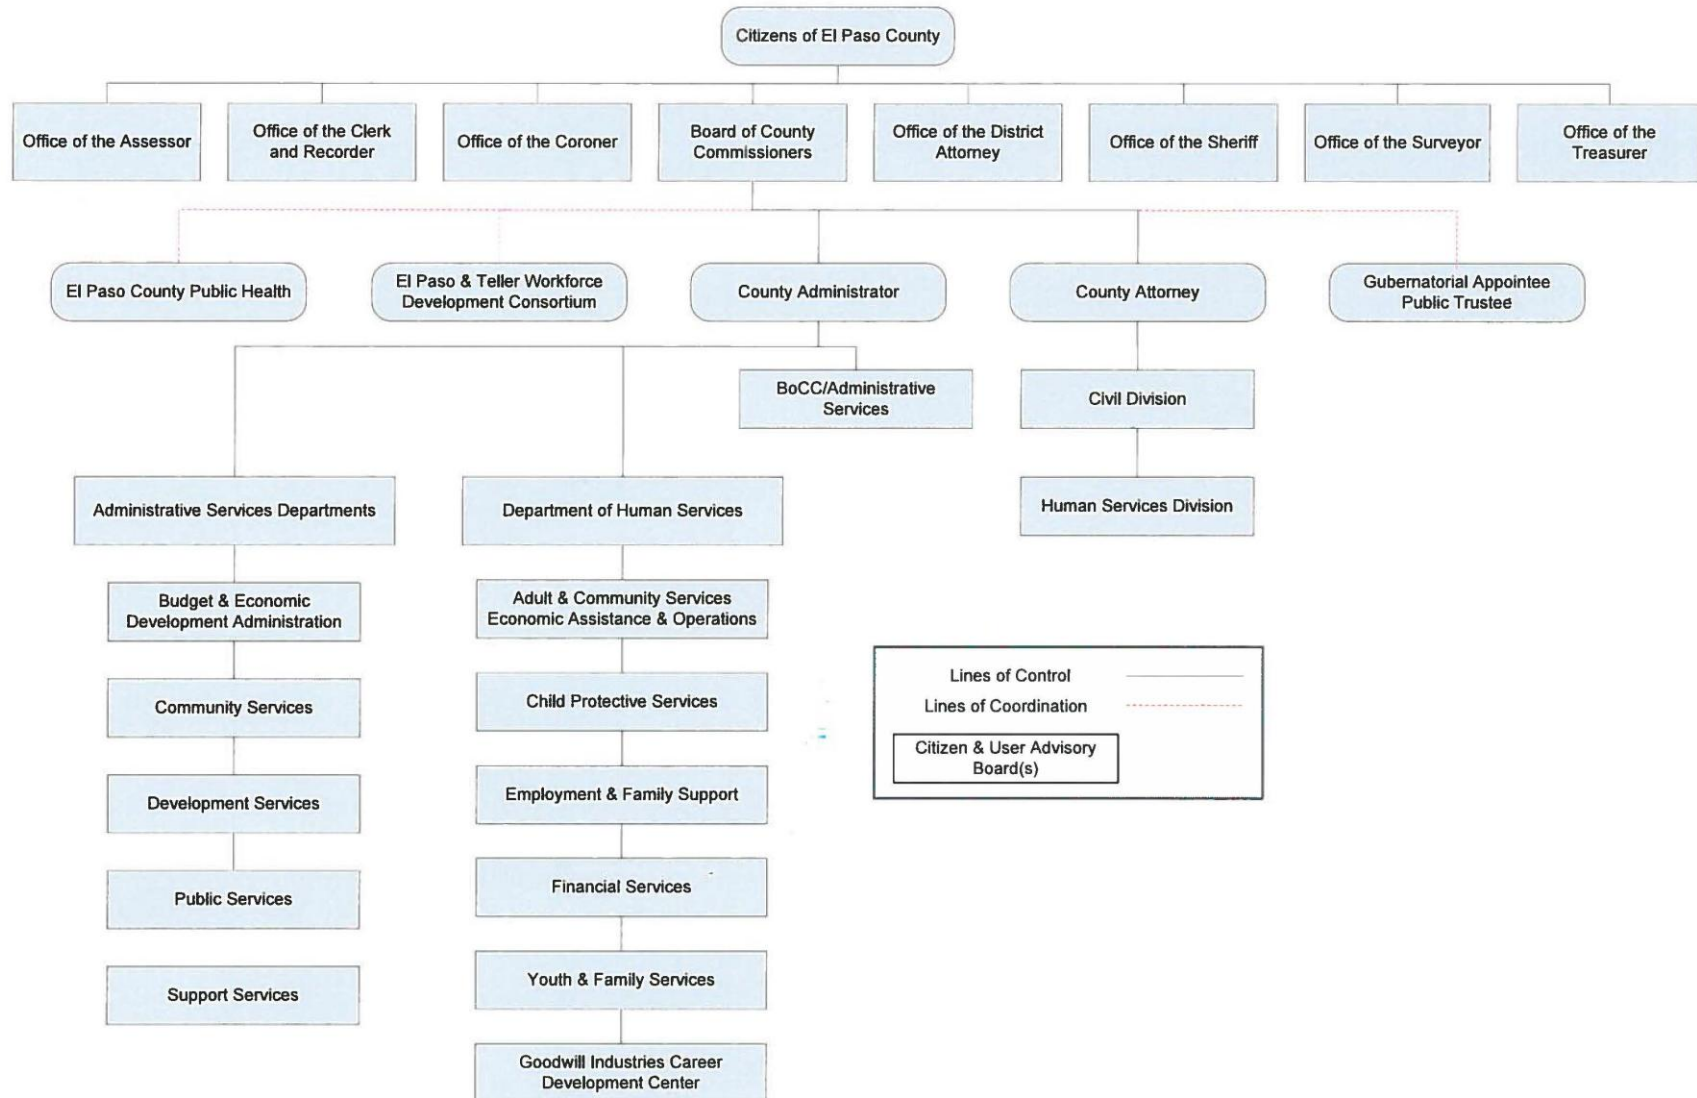 Citizens of El Paso County
Office of the Assessor
Office of the Clerk
and Recorder
Office of the Coroner
Board of County
Commissioners
Office of the District
Attorney
Office of the Sheriff
Office of the Surveyor
Office of the
Treasurer
El Paso County Public Health
El Paso & Teller Workforce
Development Consortium
County Administrator
County Attorney
Gubernatorial Appointee
Public Trustee
BoCC/Administrative
Services
Civil Division
Administrative Services Departments
Department of Human Services
Human Services Division
Budget & Economic
Development Administration
Community Services
Development Services
Public Services
Support Services
Adult & Community Services
Economic Assistance & Operations
Child Protective Services
Employment & Family Support
Financial Services
Youth & Family Services
Goodwill Industries Career
Development Center
Lines of Control
Lines of Coordination
Citizen & User Advisory
Board(s)